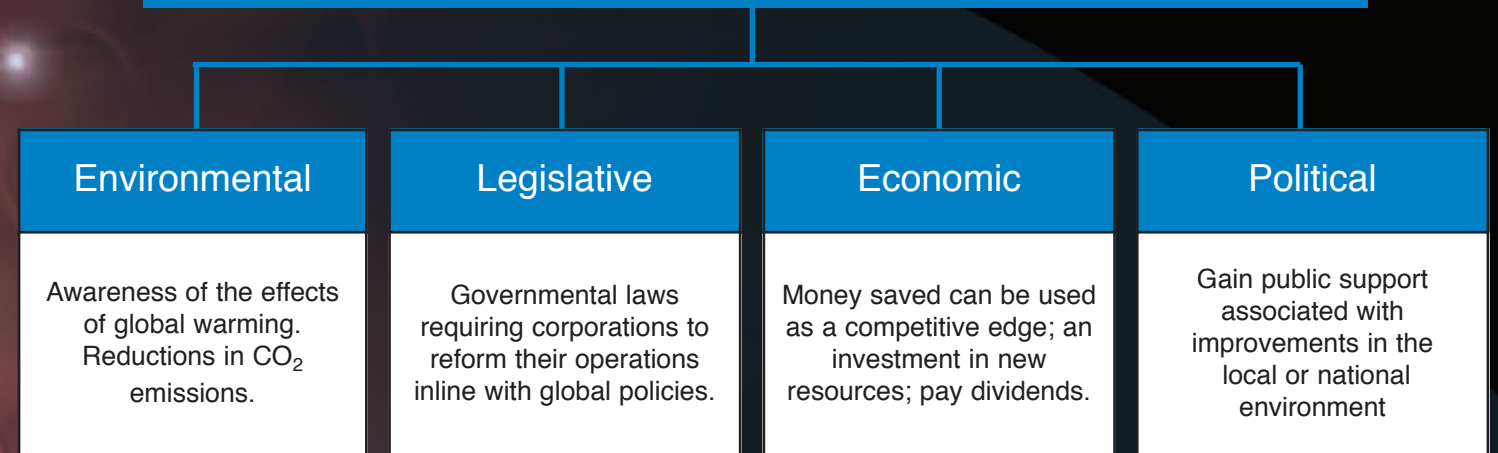 Environmental
Awareness of the effects
of global warming.
Reductions in CO₂
emissions.
Legislative
Governmental laws
requiring corporations to
reform their operations
inline with global policies.
Economic
Money saved can be used
as a competitive edge; an
investment in new
resources; pay dividends.
Political
Gain public support
associated with
improvements in the
local or national
environment